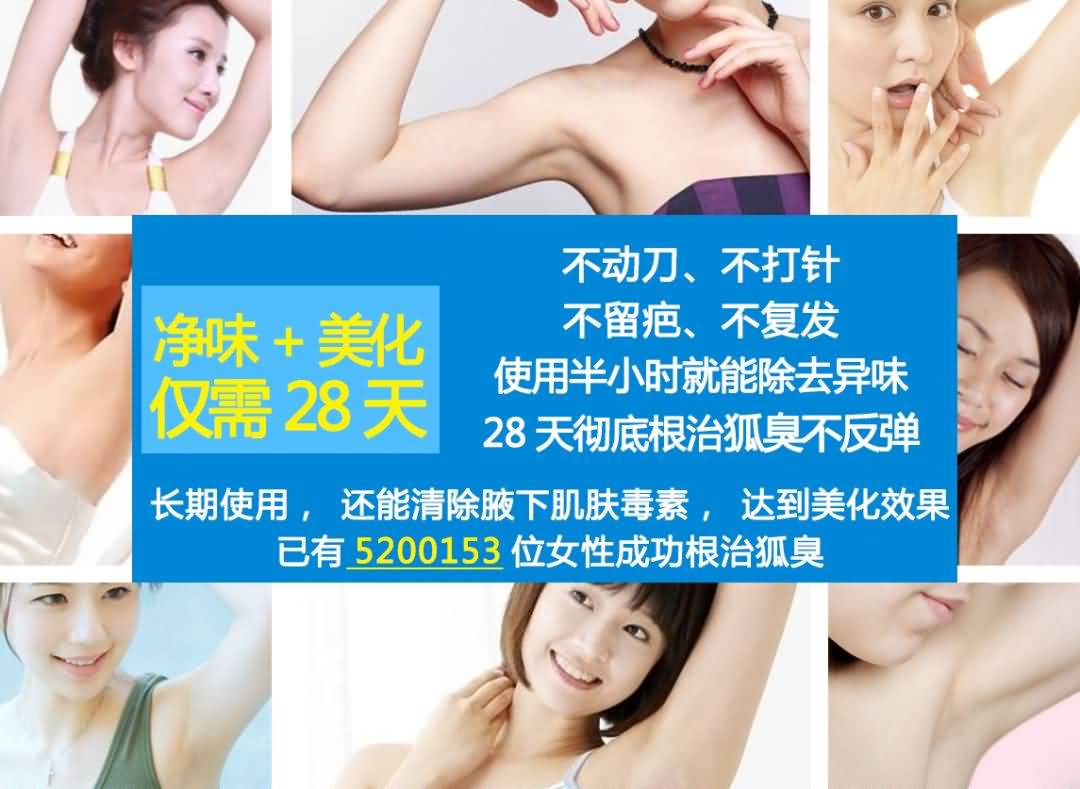 净味 + 美化
仅需 28 天
不动刀、不打针
不留疤、不复发
使用半小时就能除去异味
28 天彻底根治狐臭不反弹
长期使用， 还能清除腋下肌肤毒素， 达到美化效果
已有 5200153 位女性成功根治狐臭